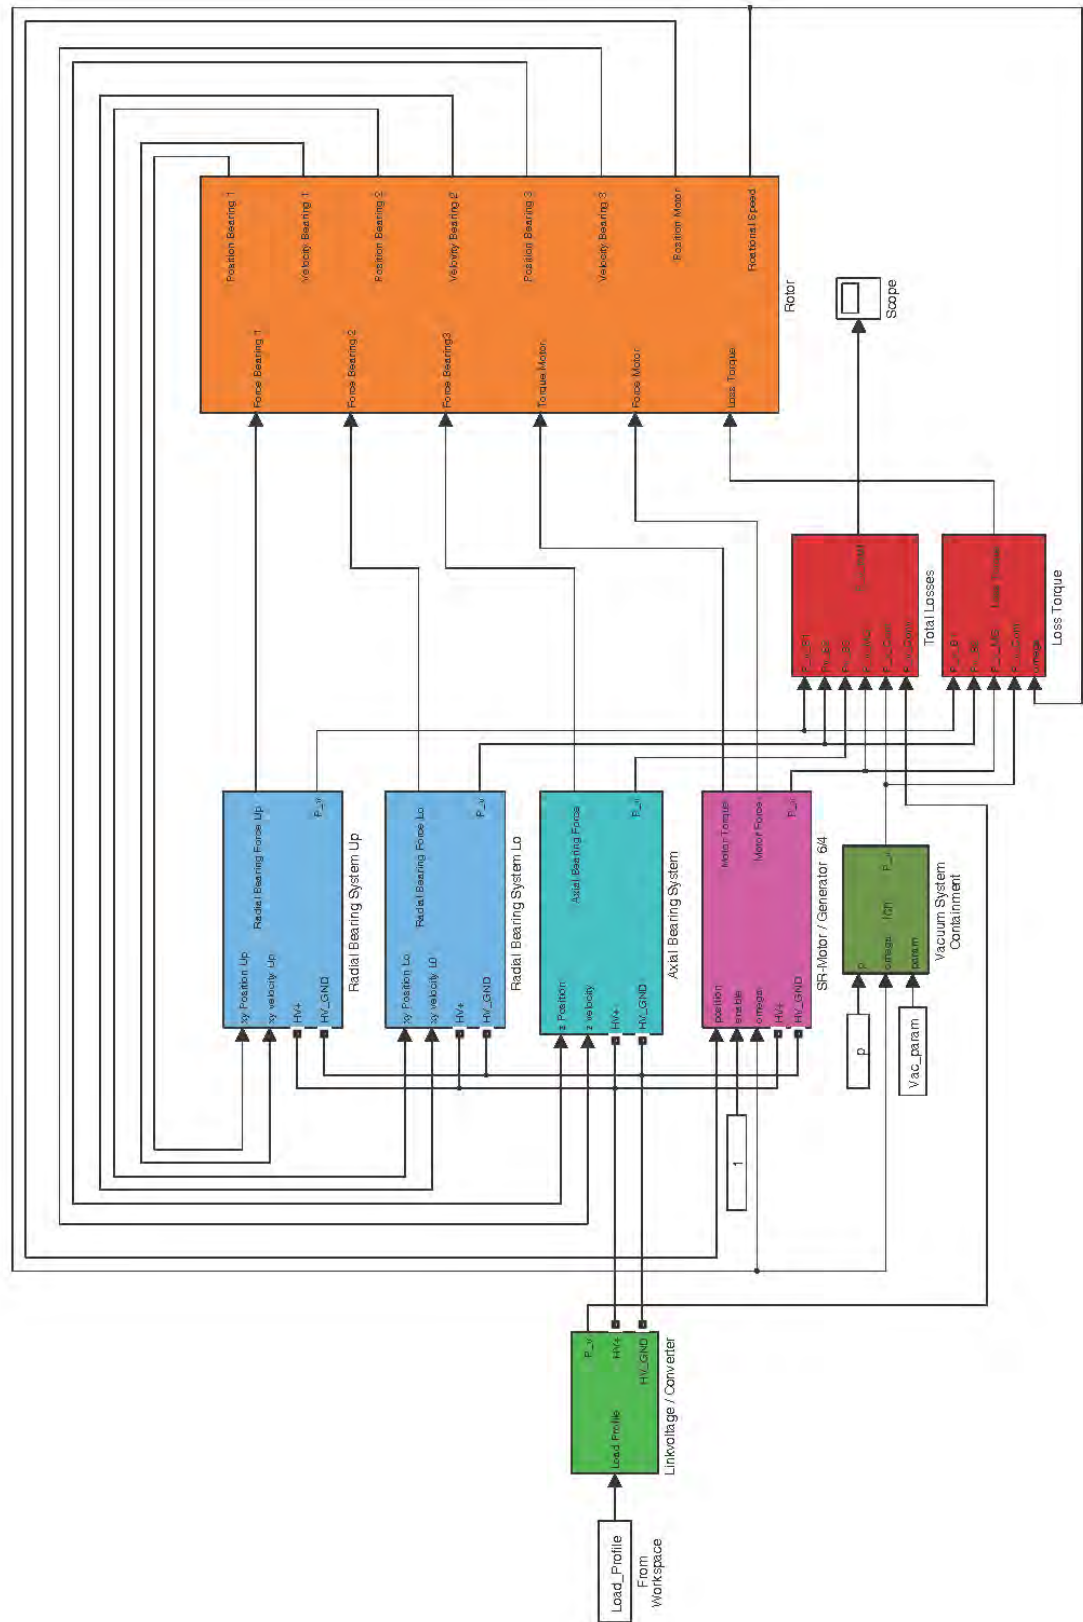 Load_Profile
From
Workspace
Load Profile
P_v
HV+
HV_GND
Linkvoltage / Converter
xy Position Up
xy velocity Up
HV+
HV_GND
Radial Bearing Force Up
P_v
Radial Bearing System Up
xy Position Lo
xy velocity Lo
HV+
HV_GND
Radial Bearing Force Lo
P_v
Radial Bearing System Lo
z Position
z velocity
HV+
HV_GND
Axial Bearing Force
P_v
Axial Bearing System
1
position
enable
omega
HV+
HV_GND
Motor Torque
Motor Force
P_v
SR-Motor / Generator 6/4
p
Vac_param
p
omega
param
P_v
Vacuum System
Containment
Total Losses
omega
Loss Torque
Loss Torque
Scope
Force Bearing 1
Force Bearing 2
Force Bearing3
Torque Motor
Force Motor
Loss Torque
Position Bearing 1
Velocity Bearing 1
Position Bearing 2
Velovity Bearing 2
Position Bearing 3
Velocity Bearing 3
Position Motor
Rotational Speed
Rotor